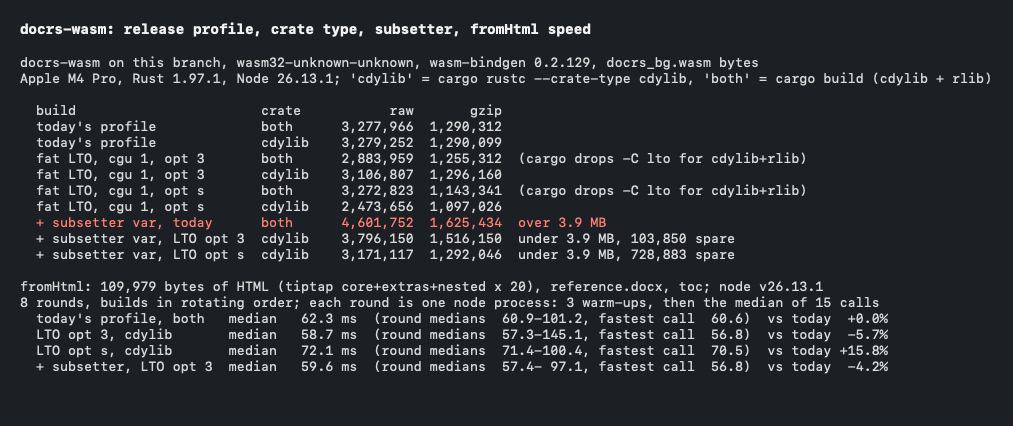 docrs-wasm: release profile, crate type, subsetter, fromHtml speed
docrs-wasm on this branch, wasm32-unknown-unknown, wasm-bindgen 0.2.129, docrs_bg.wasm bytes
Apple M4 Pro, Rust 1.97.1, Node 26.13.1; 'cdylib' = cargo rustc --crate-type cdylib, 'both' = cargo build (cdylib + rlib)
build crate raw gzip
today's profile both 3,277,966 1,290,312
today's profile cdylib 3,279,252 1,290,099
fat LTO, cgu 1, opt 3 both 2,883,959 1,255,312 (cargo drops -C lto for cdylib+rlib)
fat LTO, cgu 1, opt 3 cdylib 3,106,807 1,296,160
fat LTO, cgu 1, opt s both 3,272,823 1,143,341 (cargo drops -C lto for cdylib+rlib)
fat LTO, cgu 1, opt s cdylib 2,473,656 1,097,026
+ subsetter var, today both 4,601,752 1,625,434 over 3.9 MB
+ subsetter var, LTO opt 3 cdylib 3,796,150 1,516,150 under 3.9 MB, 103,850 spare
+ subsetter var, LTO opt s cdylib 3,171,117 1,292,046 under 3.9 MB, 728,883 spare
fromHtml: 109,979 bytes of HTML (tiptap core+extras+nested x 20), reference.docx, toc; node v26.13.1
8 rounds, builds in rotating order; each round is one node process: 3 warm-ups, then the median of 15 calls
today's profile, both median 62.3 ms (round medians 60.9-101.2, fastest call 60.6) vs today +0.0%
LTO opt 3, cdylib median 58.7 ms (round medians 57.3-145.1, fastest call 56.8) vs today -5.7%
LTO opt s, cdylib median 72.1 ms (round medians 71.4-100.4, fastest call 70.5) vs today +15.8%
+ subsetter, LTO opt 3 median 59.6 ms (round medians 57.4- 97.1, fastest call 56.8) vs today -4.2%